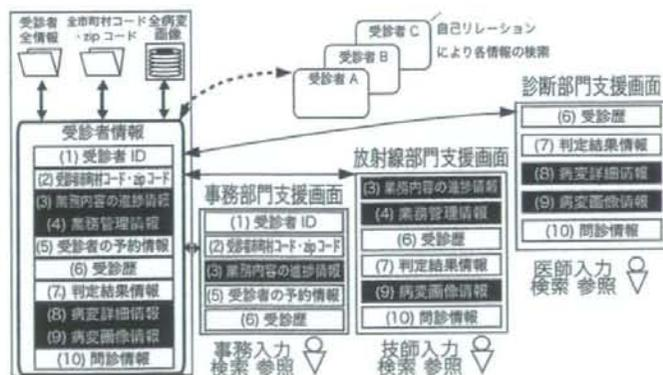 受診者
全情報
全市町村コード
・zip コード
全病変
画像
受診者 C
受診者 B
受診者 A
自己リレーション
により各情報の検索
受診者情報
(1) 受診者 ID
(2) 受診者市町村コード・zip コード
(3) 業務内容の進捗情報
(4) 業務管理情報
(5) 受診者の予約情報
(6) 受診歴
(7) 判定結果情報
(8) 病変詳細情報
(9) 病変画像情報
(10) 問診情報
事務部門支援画面
(1) 受診者 ID
(2) 受診者市町村コード・zip コード
(3) 業務内容の進捗情報
(5) 受診者の予約情報
(6) 受診歴
事務入力
検索 参照
放射線部門支援画面
(3) 業務内容の進捗情報
(4) 業務管理情報
(6) 受診歴
(7) 判定結果情報
(9) 病変画像情報
(10) 問診情報
技師入力
検索 参照
診断部門支援画面
(6) 受診歴
(7) 判定結果情報
(8) 病変詳細情報
(9) 病変画像情報
(10) 問診情報
医師入力
検索 参照